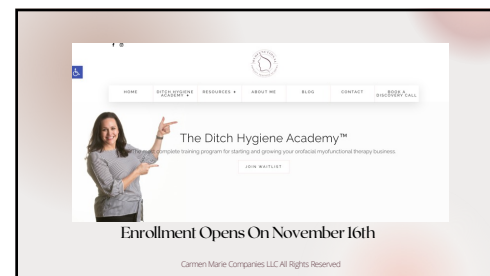 HOME
DITCH HYGIENE ACADEMY
RESOURCES
ABOUT ME
BLOG
CONTACT
BOOK A DISCOVERY CALL
The Ditch Hygiene Academy™
complete training program for starting and growing your orofacial myofunctional therapy business
JOIN WAITLIST
Enrollment Opens On November 16th
Carmen Marie Companies LLC All Rights Reserved